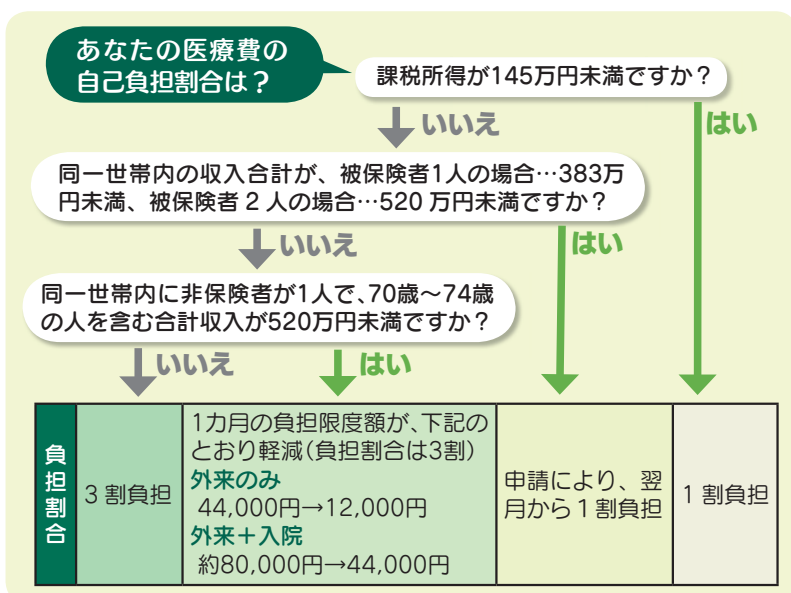 あなたの医療費の
自己負担割合は？
課税所得が145万円未満ですか？
いいえ
はい
同一世帯内の収入合計が、被保険者1人の場合…383万
円未満、被保険者２人の場合…520 万円未満ですか？
いいえ
はい
同一世帯内に非保険者が1人で、70歳〜74歳
の人を含む合計収入が520万円未満ですか？
いいえ
はい
負担割合
3 割負担
1カ月の負担限度額が、下記の
とおり軽減（負担割合は3割）
外来のみ
44,000円→12,000円
外来＋入院
約80,000円→44,000円
申請により、翌
月から１割負担
1 割負担